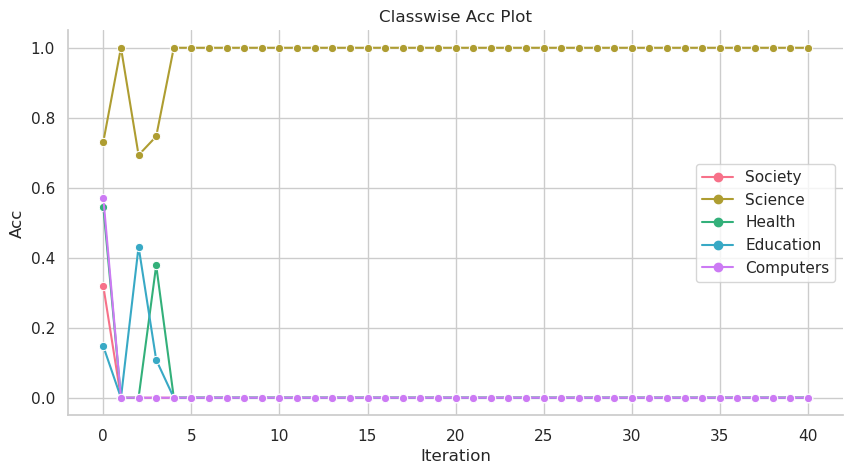 Classwise Acc Plot
1.0
0.8
0.6
0.4
0.2
0.0
Acc
Society
Science
Health
Education
Computers
0 5 10 15 20 25 30 35 40
Iteration